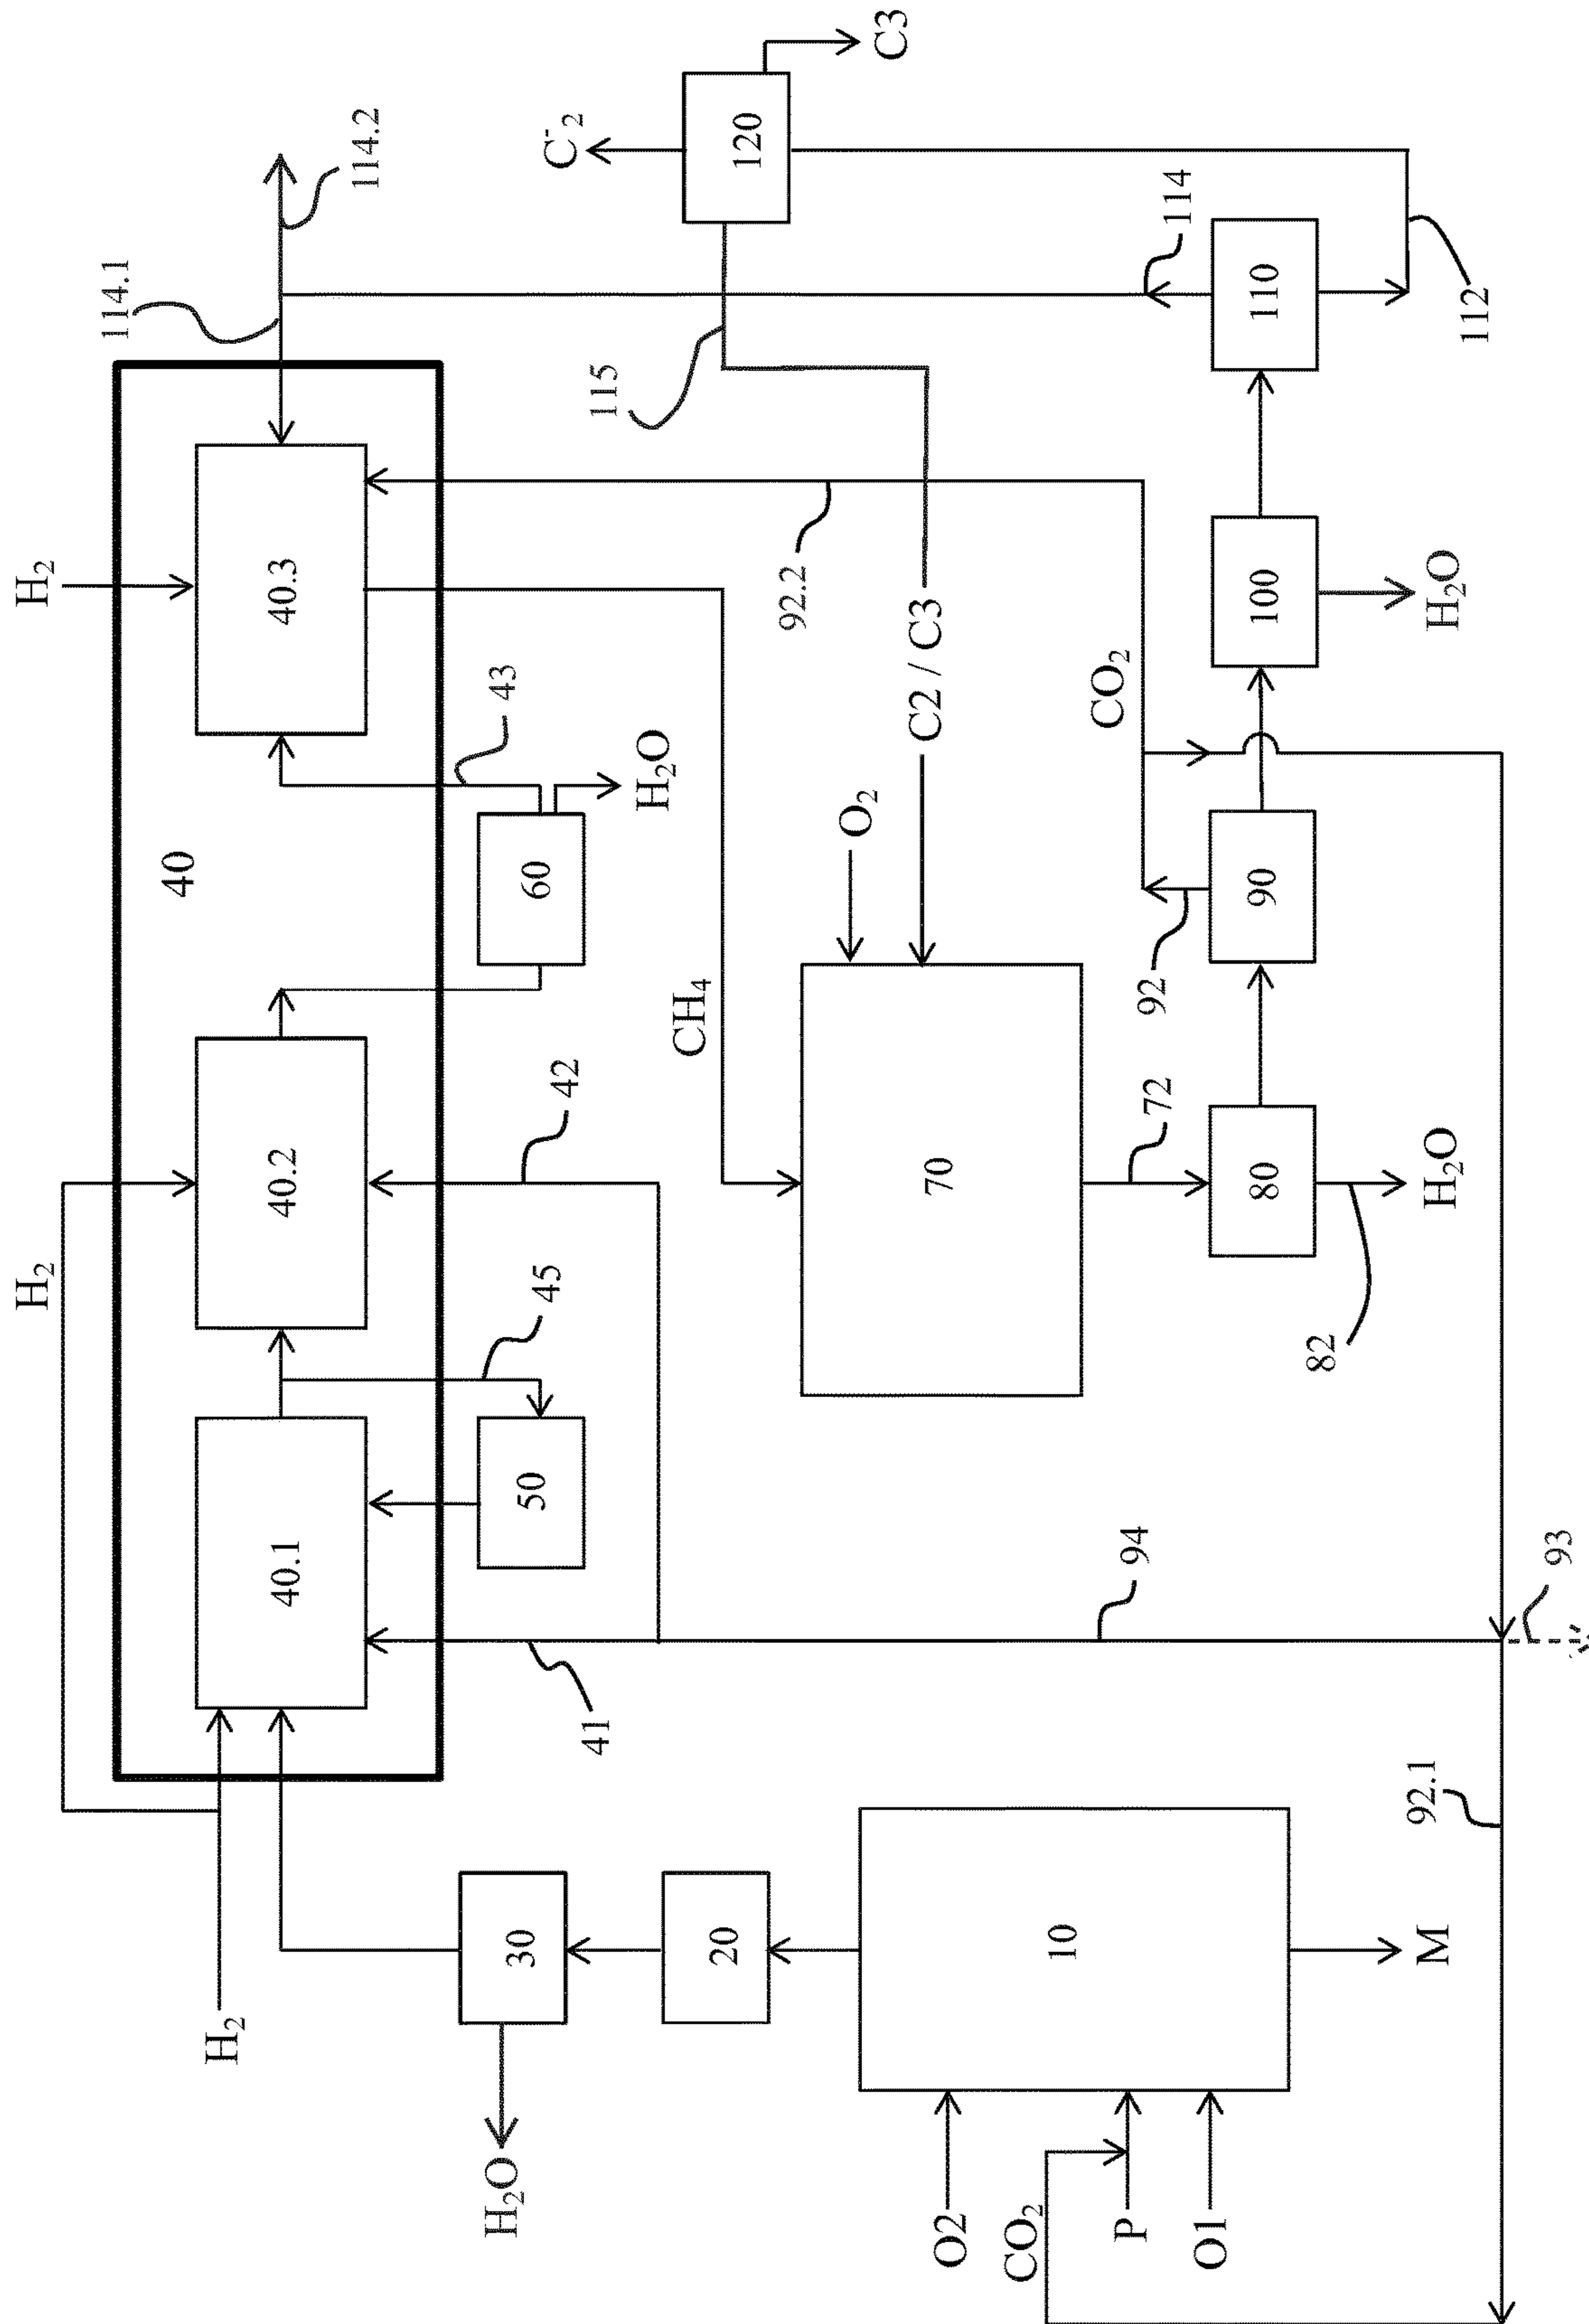 H₂
H₂
H₂
40
114.1
114.2
40.1
40.2
40.3
45
42
43
50
60
H₂O
41
CH₄
115
C₂⁻
120
C3
H₂O
30
20
10
M
O2
CO₂
P
O1
70
O₂
C2 / C3
92.2
CO₂
94
72
92
114
80
90
100
110
82
H₂O
H₂O
112
92.1
93